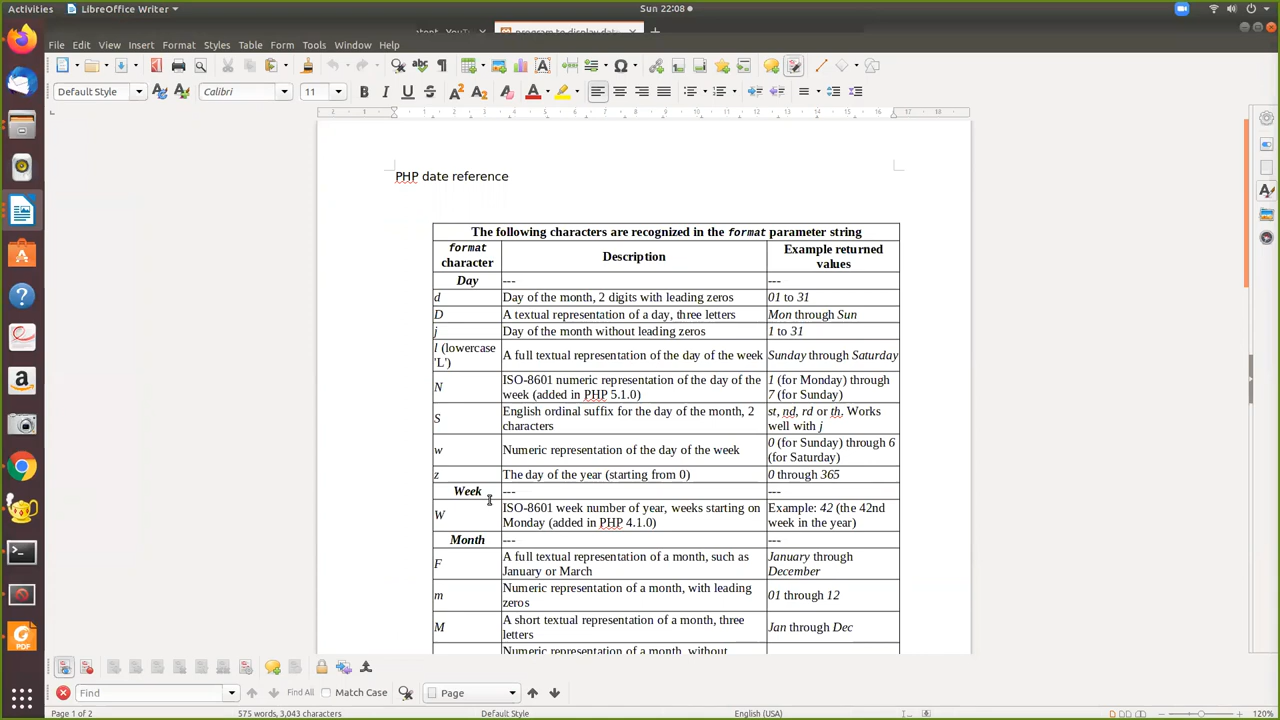 Activities LibreOffice Writer Sun 22:08
program to display dat
File Edit View Insert Format Styles Table Form Tools Window Help
Default Style Calibri 11
PHP date reference
The following characters are recognized in the format parameter string
format character Description Example returned values
Day --- ---
d Day of the month, 2 digits with leading zeros 01 to 31
D A textual representation of a day, three letters Mon through Sun
j Day of the month without leading zeros 1 to 31
l (lowercase 'L') A full textual representation of the day of the week Sunday through Saturday
N ISO-8601 numeric representation of the day of the week (added in PHP 5.1.0) 1 (for Monday) through 7 (for Sunday)
S English ordinal suffix for the day of the month, 2 characters st, nd, rd or th. Works well with j
w Numeric representation of the day of the week 0 (for Sunday) through 6 (for Saturday)
z The day of the year (starting from 0) 0 through 365
Week --- ---
W ISO-8601 week number of year, weeks starting on Monday (added in PHP 4.1.0) Example: 42 (the 42nd week in the year)
Month --- ---
F A full textual representation of a month, such as January or March January through December
m Numeric representation of a month, with leading zeros 01 through 12
M A short textual representation of a month, three letters Jan through Dec
Numeric representation of a month, without
Find Find All Match Case Page
Page 1 of 2 575 words, 3,043 characters Default Style English (USA) 120%